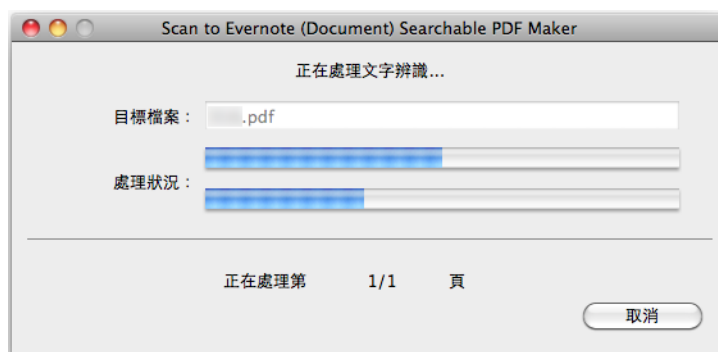 Scan to Evernote (Document) Searchable PDF Maker
正在處理文字辨識...
目標檔案：
.pdf
處理狀況：
正在處理第 1/1 頁
取消